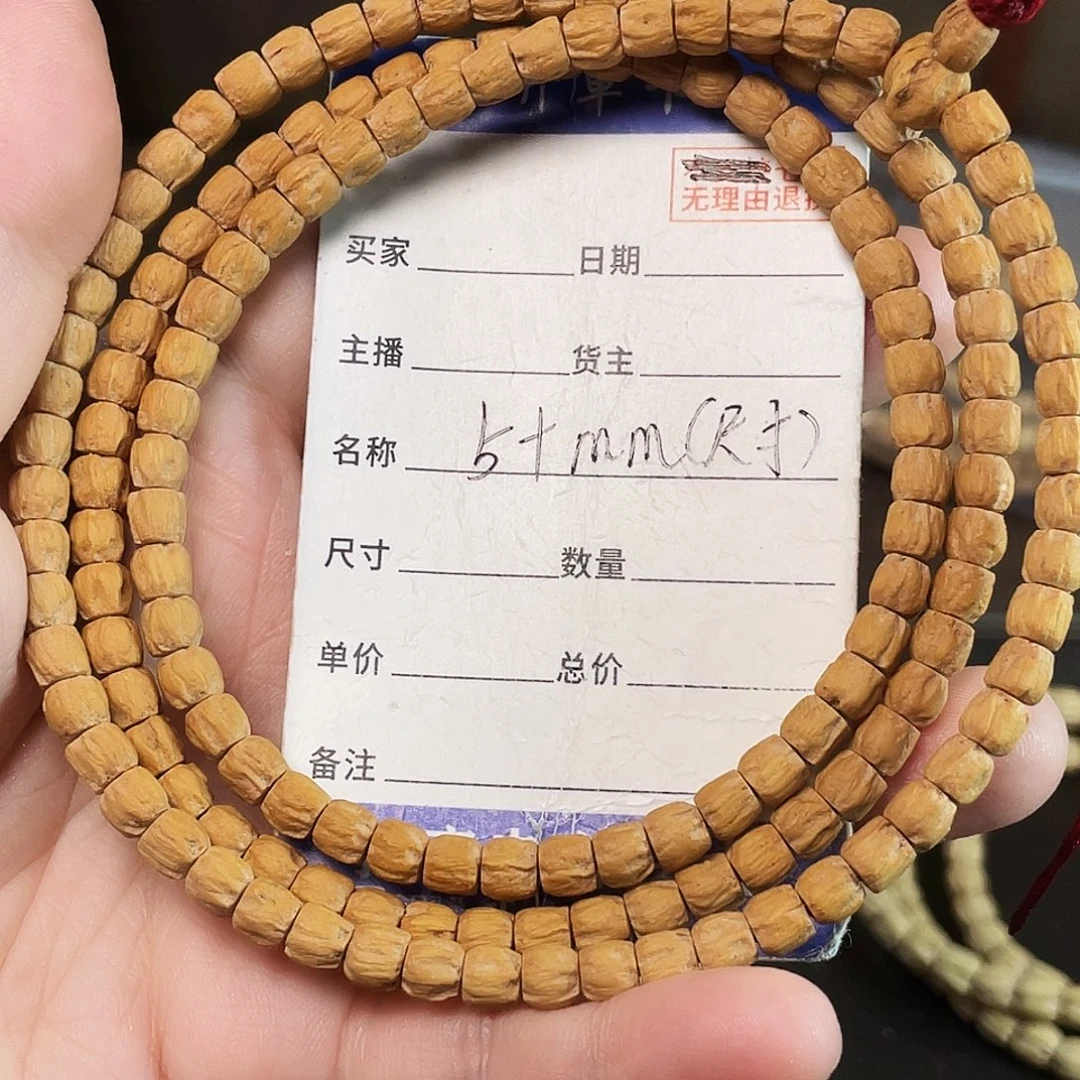 无理由退
买家 日期
主播 货主
名称 5+mm(尺寸)
尺寸 数量
单价 总价
备注